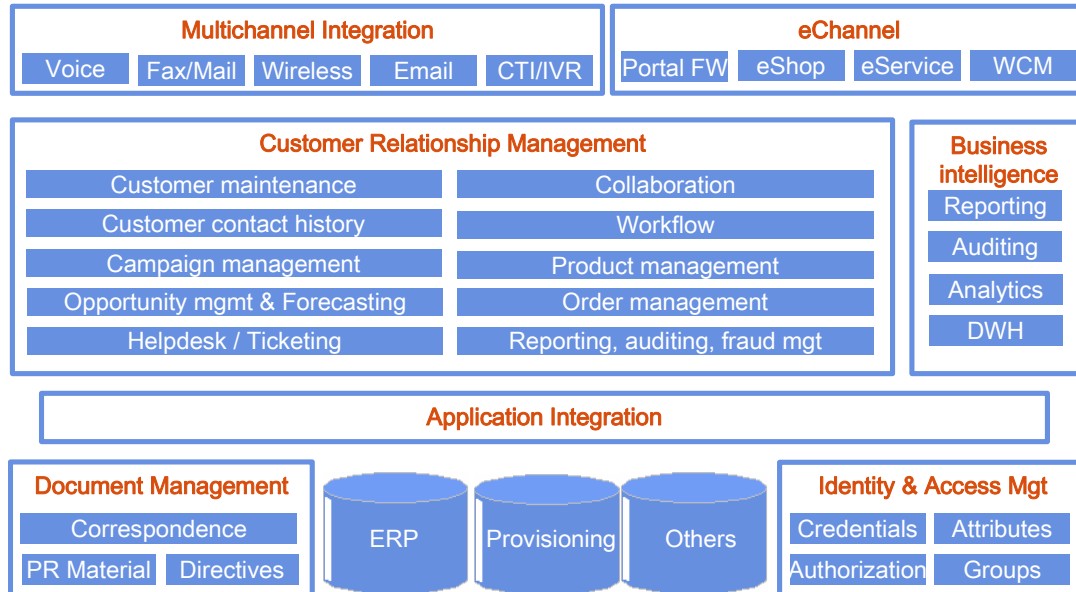 Multichannel Integration
Voice
Fax/Mail
Wireless
Email
CTI/IVR
eChannel
Portal FW
eShop
eService
WCM
Customer Relationship Management
Customer maintenance
Collaboration
Customer contact history
Workflow
Campaign management
Product management
Opportunity mgmt & Forecasting
Order management
Helpdesk / Ticketing
Reporting, auditing, fraud mgt
Business
intelligence
Reporting
Auditing
Analytics
DWH
Application Integration
Document Management
Correspondence
PR Material
Directives
ERP
Provisioning
Others
Identity & Access Mgt
Credentials
Attributes
Authorization
Groups